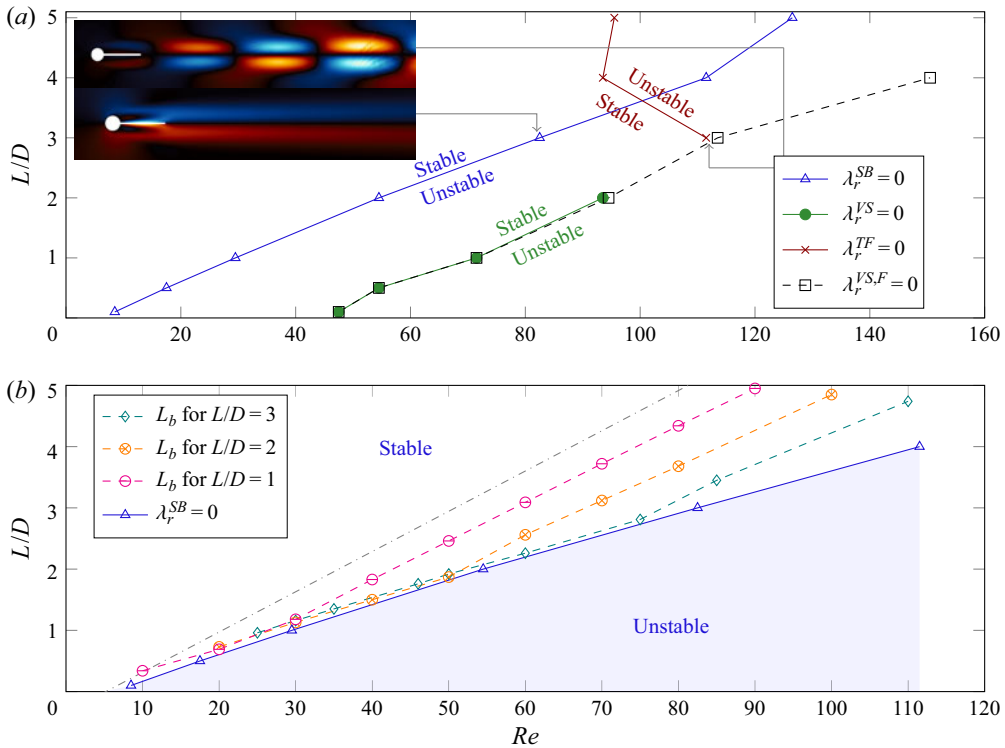 (a)
5
4
3
2
1
0
L/D
Stable
Unstable
Stable
Unstable
Unstable
Stable
λ_r^{SB} = 0
λ_r^{VS} = 0
λ_r^{TF} = 0
λ_r^{VS,F} = 0
20 40 60 80 100 120 140 160
(b)
5
4
3
2
1
0
L/D
L_b for L/D = 3
L_b for L/D = 2
L_b for L/D = 1
λ_r^{SB} = 0
Stable
Unstable
10 20 30 40 50 60 70 80 90 100 110 120
Re